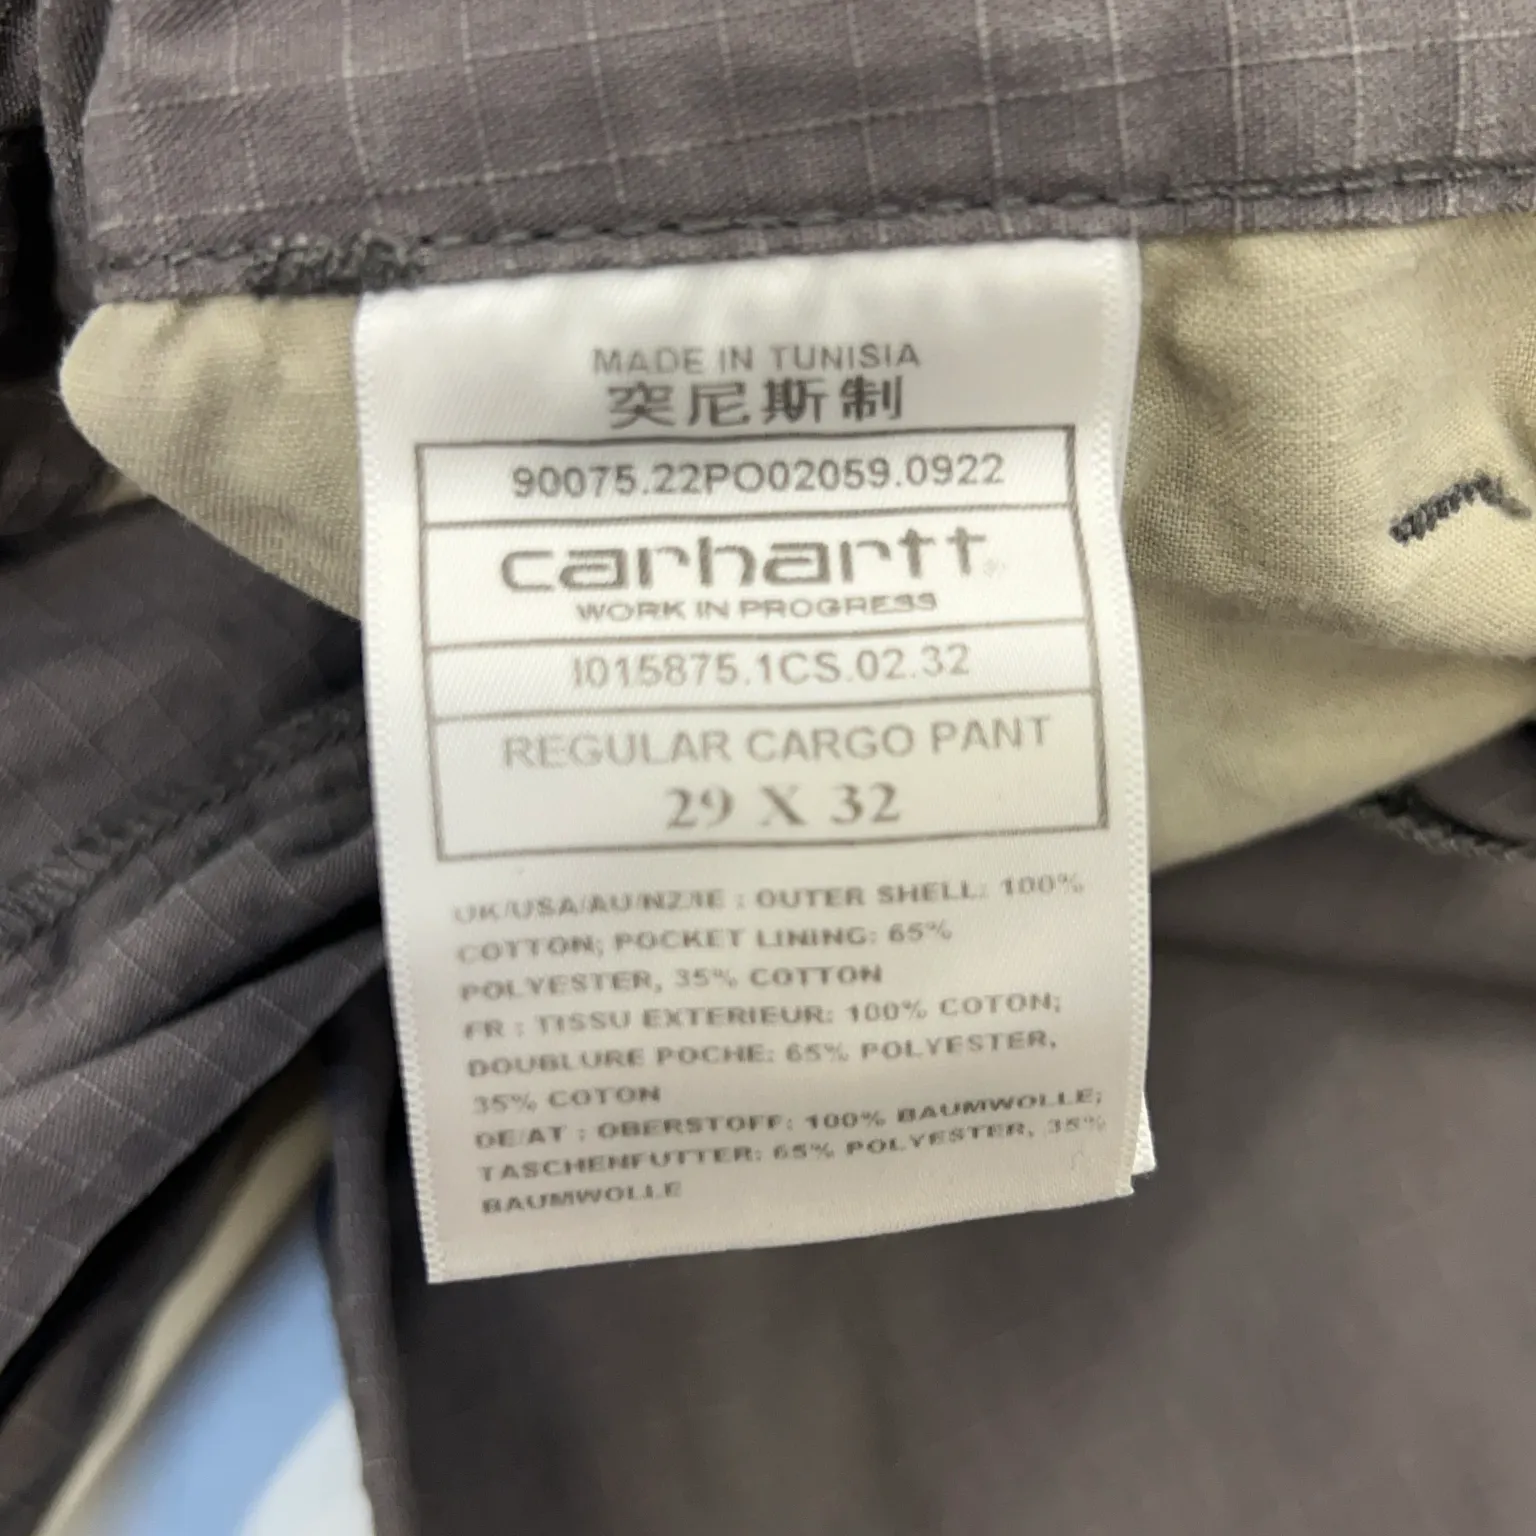 MADE IN TUNISIA
突尼斯制
90075.22PO02059.0922
carhartt
WORK IN PROGRESS
I015875.1CS.02.32
REGULAR CARGO PANT
29 X 32
UK/USA/AU/NZ/IE : OUTER SHELL: 100%
COTTON; POCKET LINING: 65%
POLYESTER, 35% COTTON
FR : TISSU EXTERIEUR: 100% COTON;
DOUBLURE POCHE: 65% POLYESTER,
35% COTON
DE/AT : OBERSTOFF: 100% BAUMWOLLE;
TASCHENFUTTER: 65% POLYESTER, 35%
BAUMWOLLE